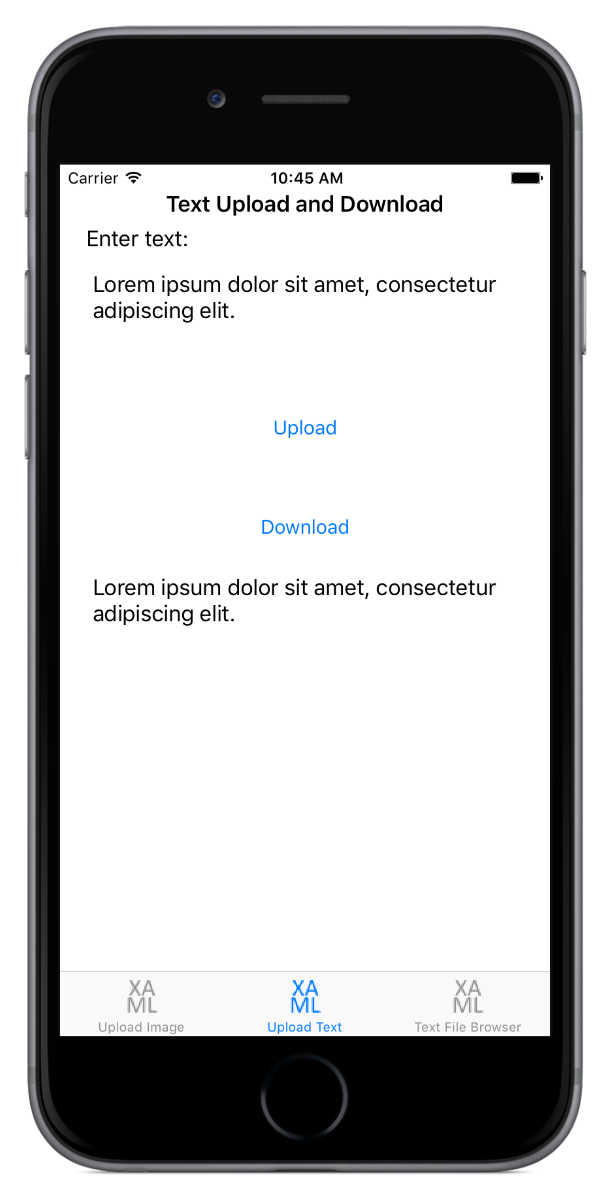 Carrier 10:45 AM
Text Upload and Download
Enter text:
Lorem ipsum dolor sit amet, consectetur
adipiscing elit.
Upload
Download
Lorem ipsum dolor sit amet, consectetur
adipiscing elit.
XA XA XA
ML ML ML
Upload Image Upload Text Text File Browser